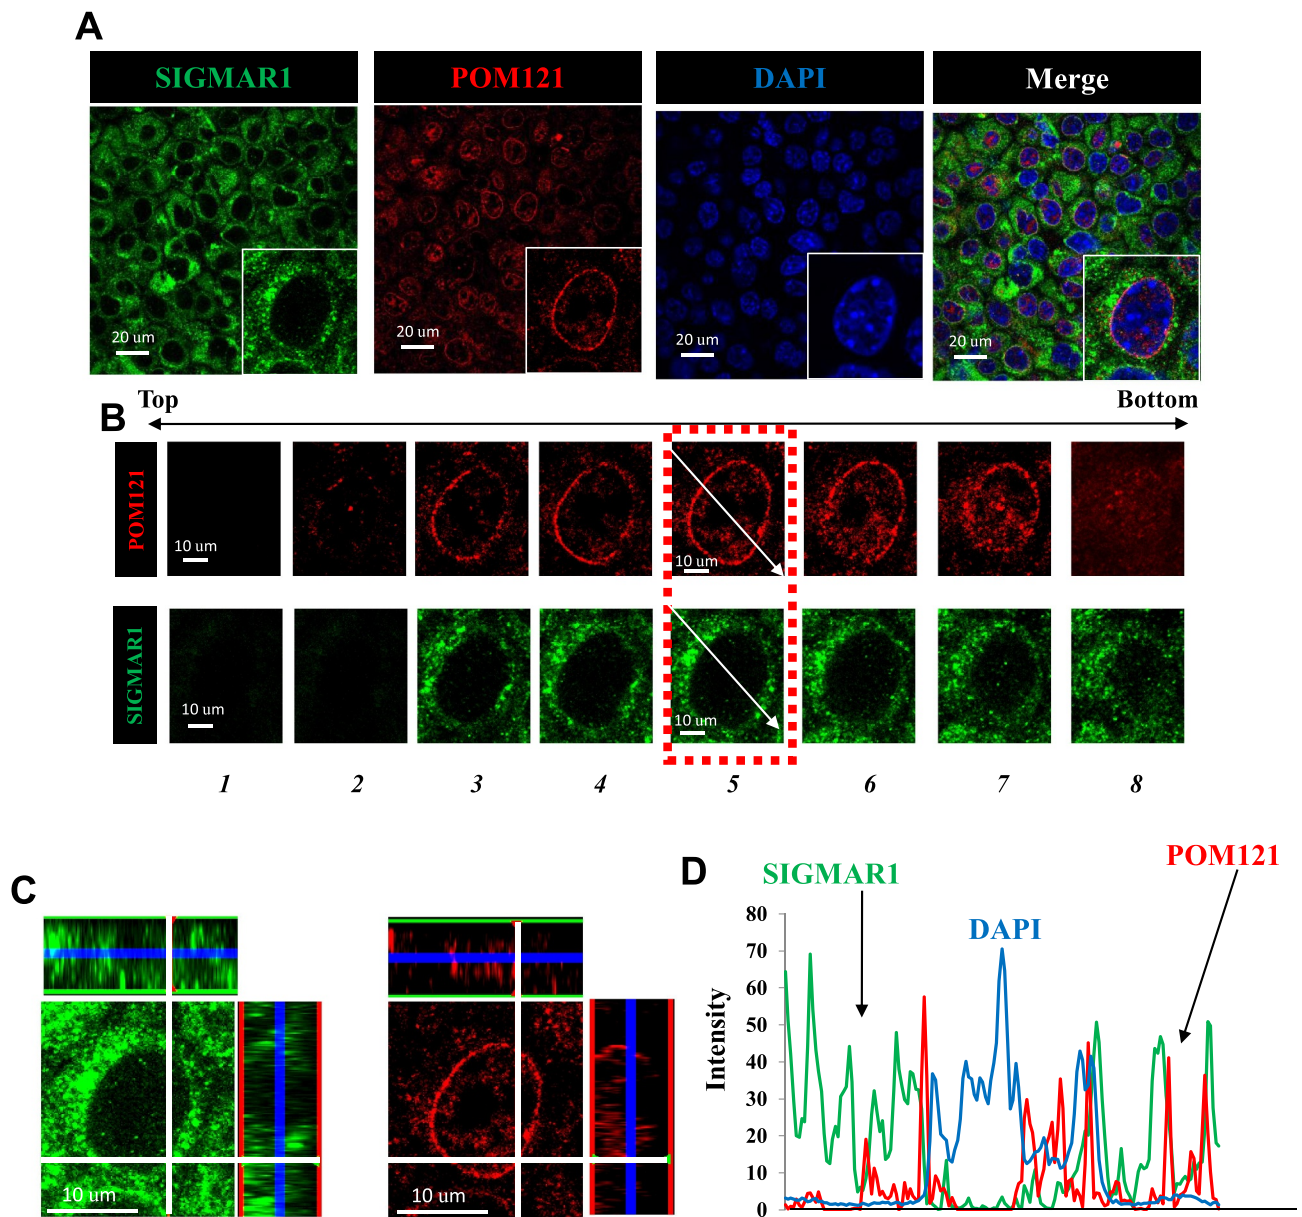 A
SIGMAR1 POM121 DAPI Merge
20 um 20 um 20 um 20 um
B Top Bottom
POM121
10 um 10 um
SIGMAR1
10 um 10 um
1 2 3 4 5 6 7 8
C
10 um 10 um
D
SIGMAR1 POM121
DAPI
Intensity
80
70
60
50
40
30
20
10
0